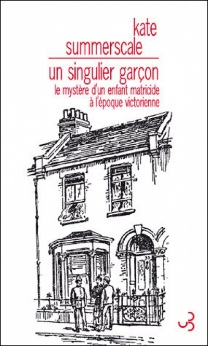 kate
summerscale
un singulier garçon
le mystère d'un enfant matricide
à l'époque victorienne